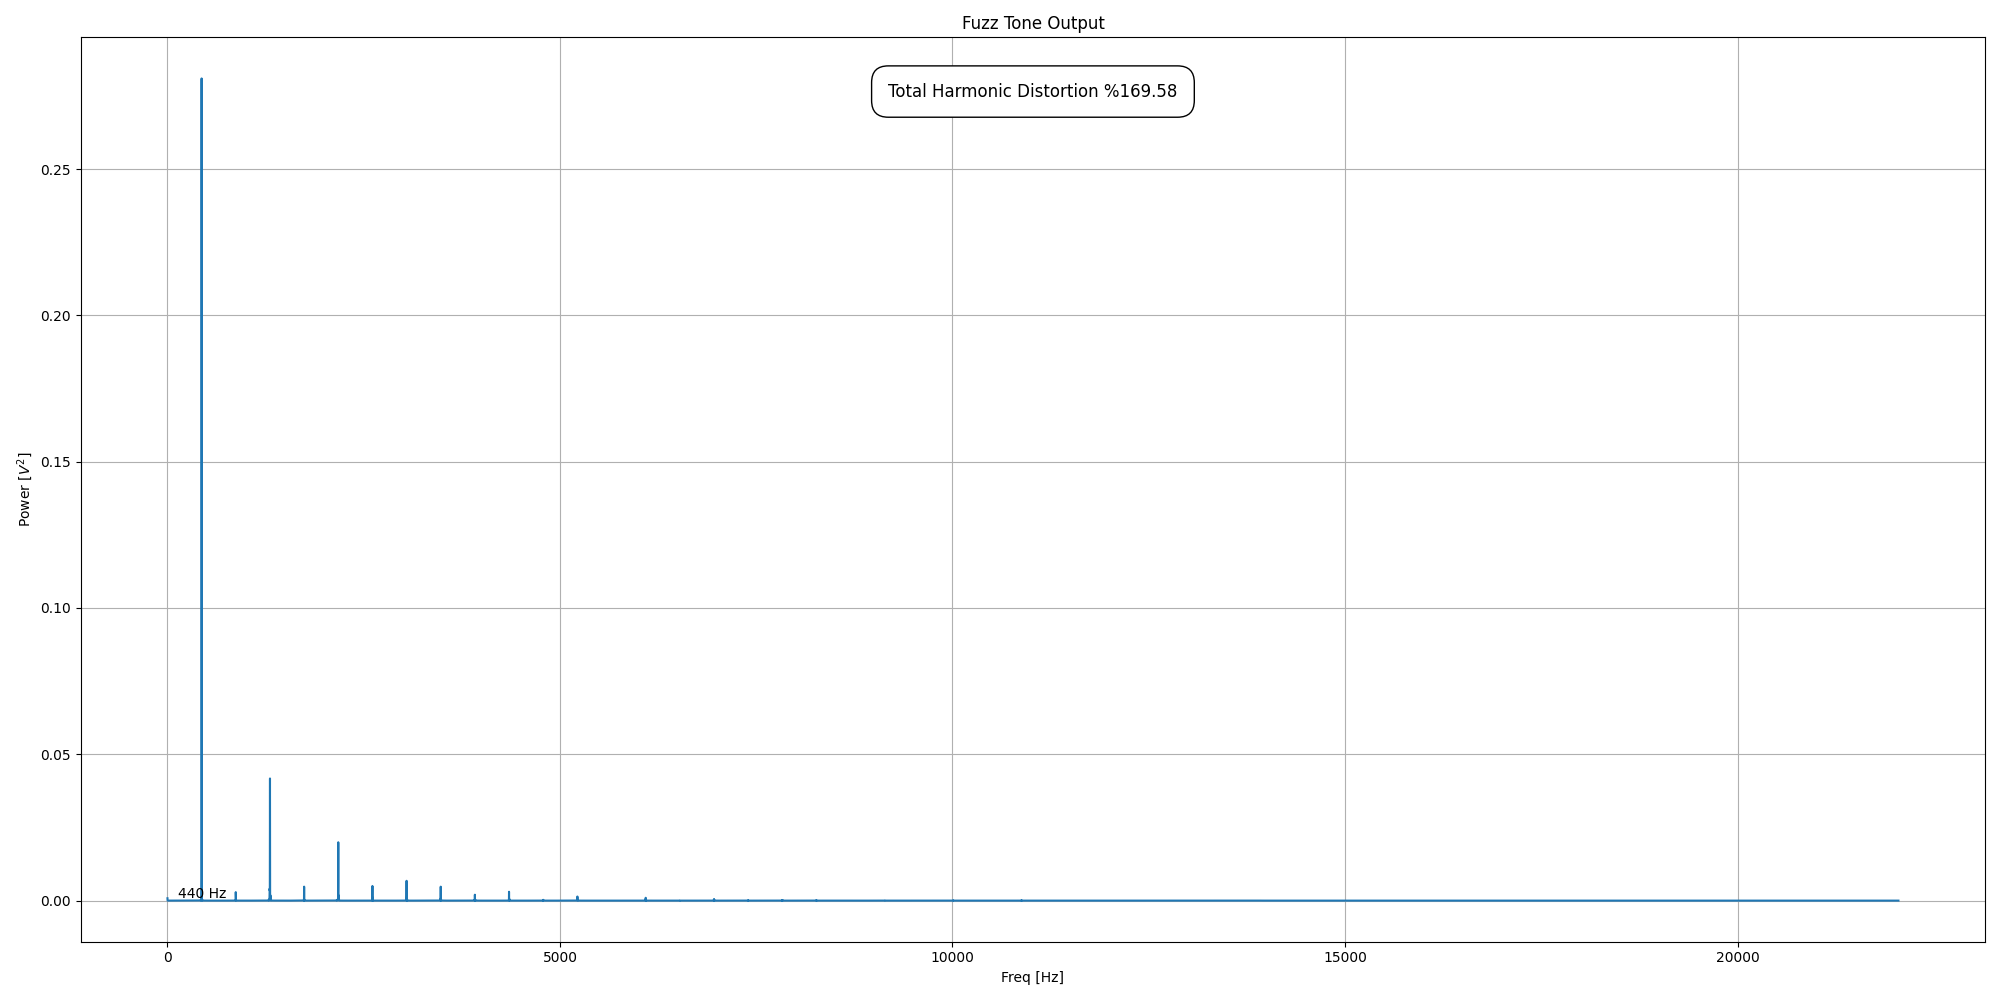 Fuzz Tone Output
Total Harmonic Distortion %169.58
Power [V²]
0.25
0.20
0.15
0.10
0.05
0.00
440 Hz
0 5000 10000 15000 20000
Freq [Hz]